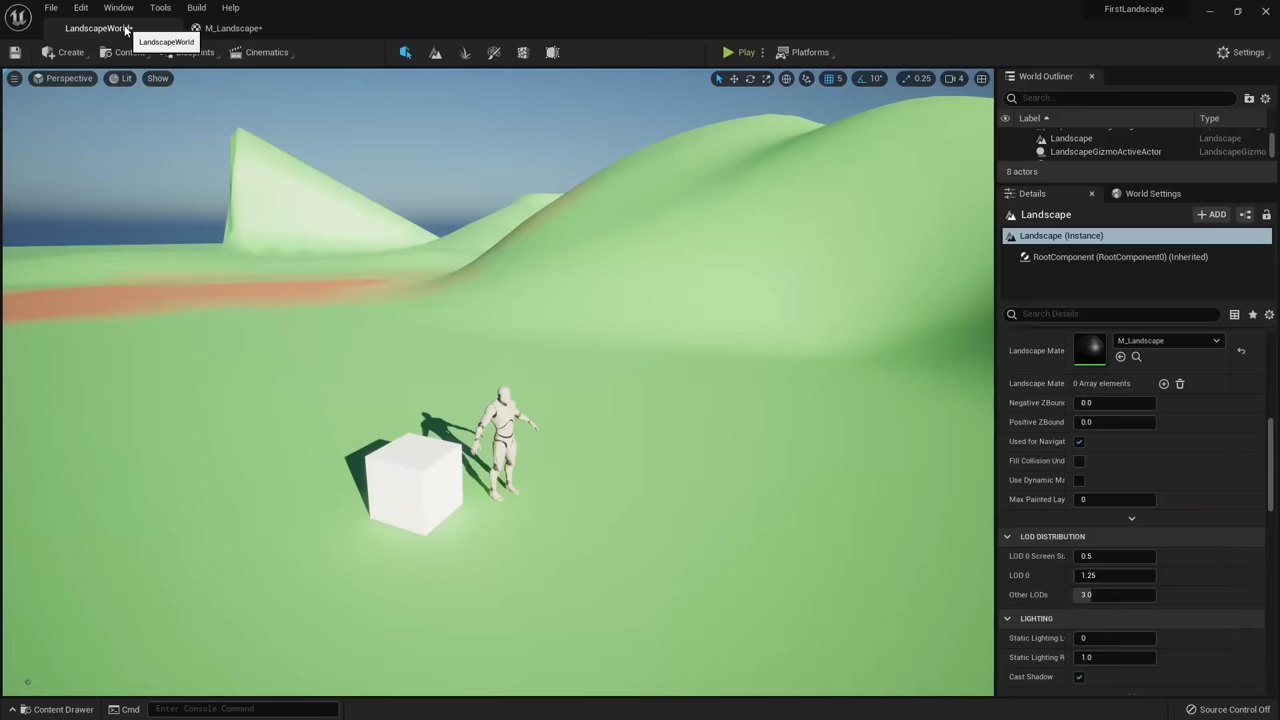 File Edit Window Tools Build Help
FirstLandscape
LandscapeWorld*
M_Landscape*
LandscapeWorld
Create
Content
Blueprints
Cinematics
Play
Platforms
Settings
Perspective
Lit
Show
5
10°
0.25
4
World Outliner
Search...
Label
Type
Landscape Landscape
LandscapeGizmoActiveActor LandscapeGizmo
8 actors
Details
World Settings
Landscape
+ ADD
Landscape (Instance)
RootComponent (RootComponent0) (Inherited)
Search Details
Landscape Mate
M_Landscape
Landscape Mate 0 Array elements
Negative ZBound 0.0
Positive ZBound 0.0
Used for Navigat
Fill Collision Und
Use Dynamic Ma
Max Painted Lay 0
LOD DISTRIBUTION
LOD 0 Screen Si 0.5
LOD 0 1.25
Other LODs 3.0
LIGHTING
Static Lighting L 0
Static Lighting R 1.0
Cast Shadow
Content Drawer
Cmd
Enter Console Command
Source Control Off